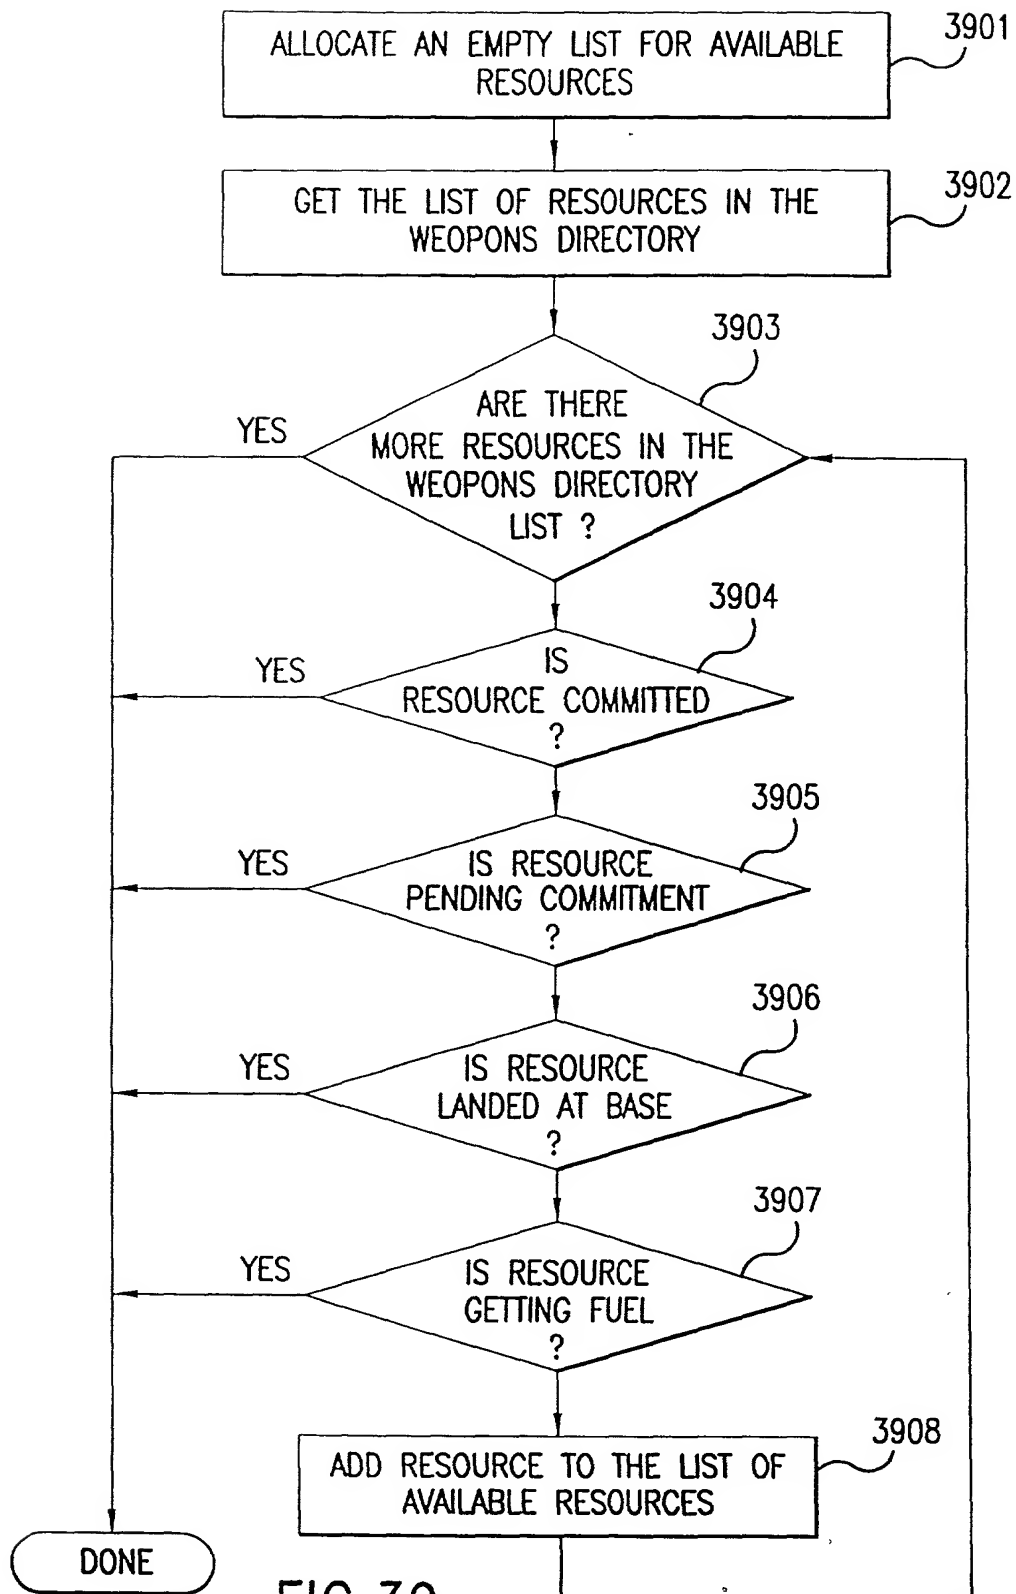 3901
ALLOCATE AN EMPTY LIST FOR AVAILABLE
RESOURCES
3902
GET THE LIST OF RESOURCES IN THE
WEOPONS DIRECTORY
3903
ARE THERE
MORE RESOURCES IN THE
WEOPONS DIRECTORY
LIST ?
YES
3904
IS
RESOURCE COMMITTED
?
YES
3905
IS RESOURCE
PENDING COMMITMENT
?
YES
3906
IS RESOURCE
LANDED AT BASE
?
YES
3907
IS RESOURCE
GETTING FUEL
?
YES
3908
ADD RESOURCE TO THE LIST OF
AVAILABLE RESOURCES
DONE